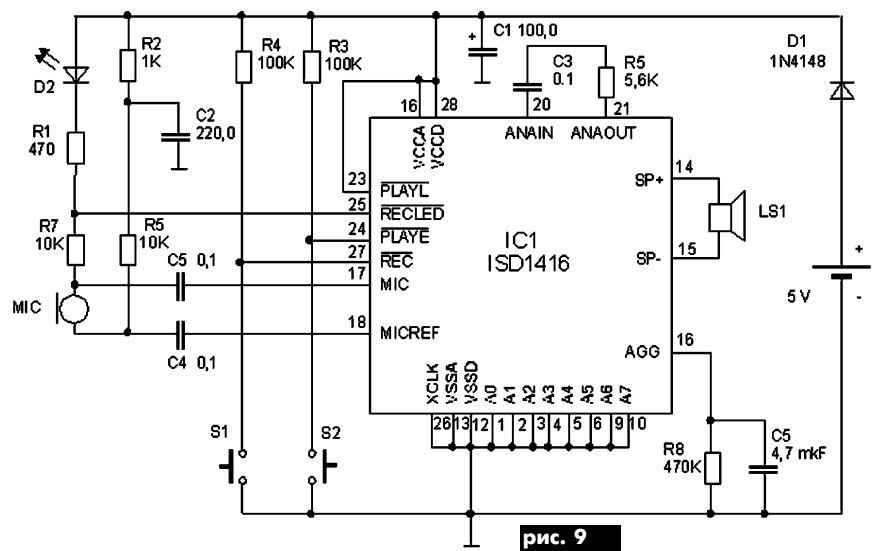 C1 100,0
R2
1K
R4
100K
R3
100K
C3
0.1
R5
5,6K
D1
1N4148
D2
C2
220,0
16
28
20
21
VCCA
VCCD
ANAIN
ANAOUT
R1
470
23
PLAYL
14
SP+
25
RECLED
LS1
24
PLAYE
R7
10K
R5
10K
IC1
ISD1416
27
REC
15
SP-
C5
0,1
17
MIC
+
5 V
-
MIC
18
MICREF
C4
0,1
AGG
16
XCLK
VSSA
VSSD
A0
A1
A2
A3
A4
A5
A6
A7
26
13
12
1
2
3
4
5
6
9
10
S1
S2
R8
470K
C5
4,7 mkF
рис. 9